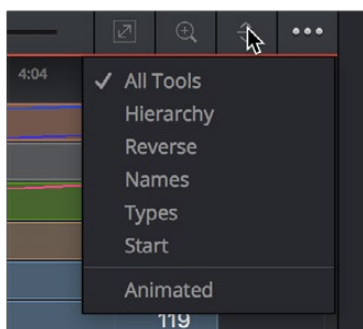 4:04
All Tools
Hierarchy
Reverse
Names
Types
Start
Animated
119